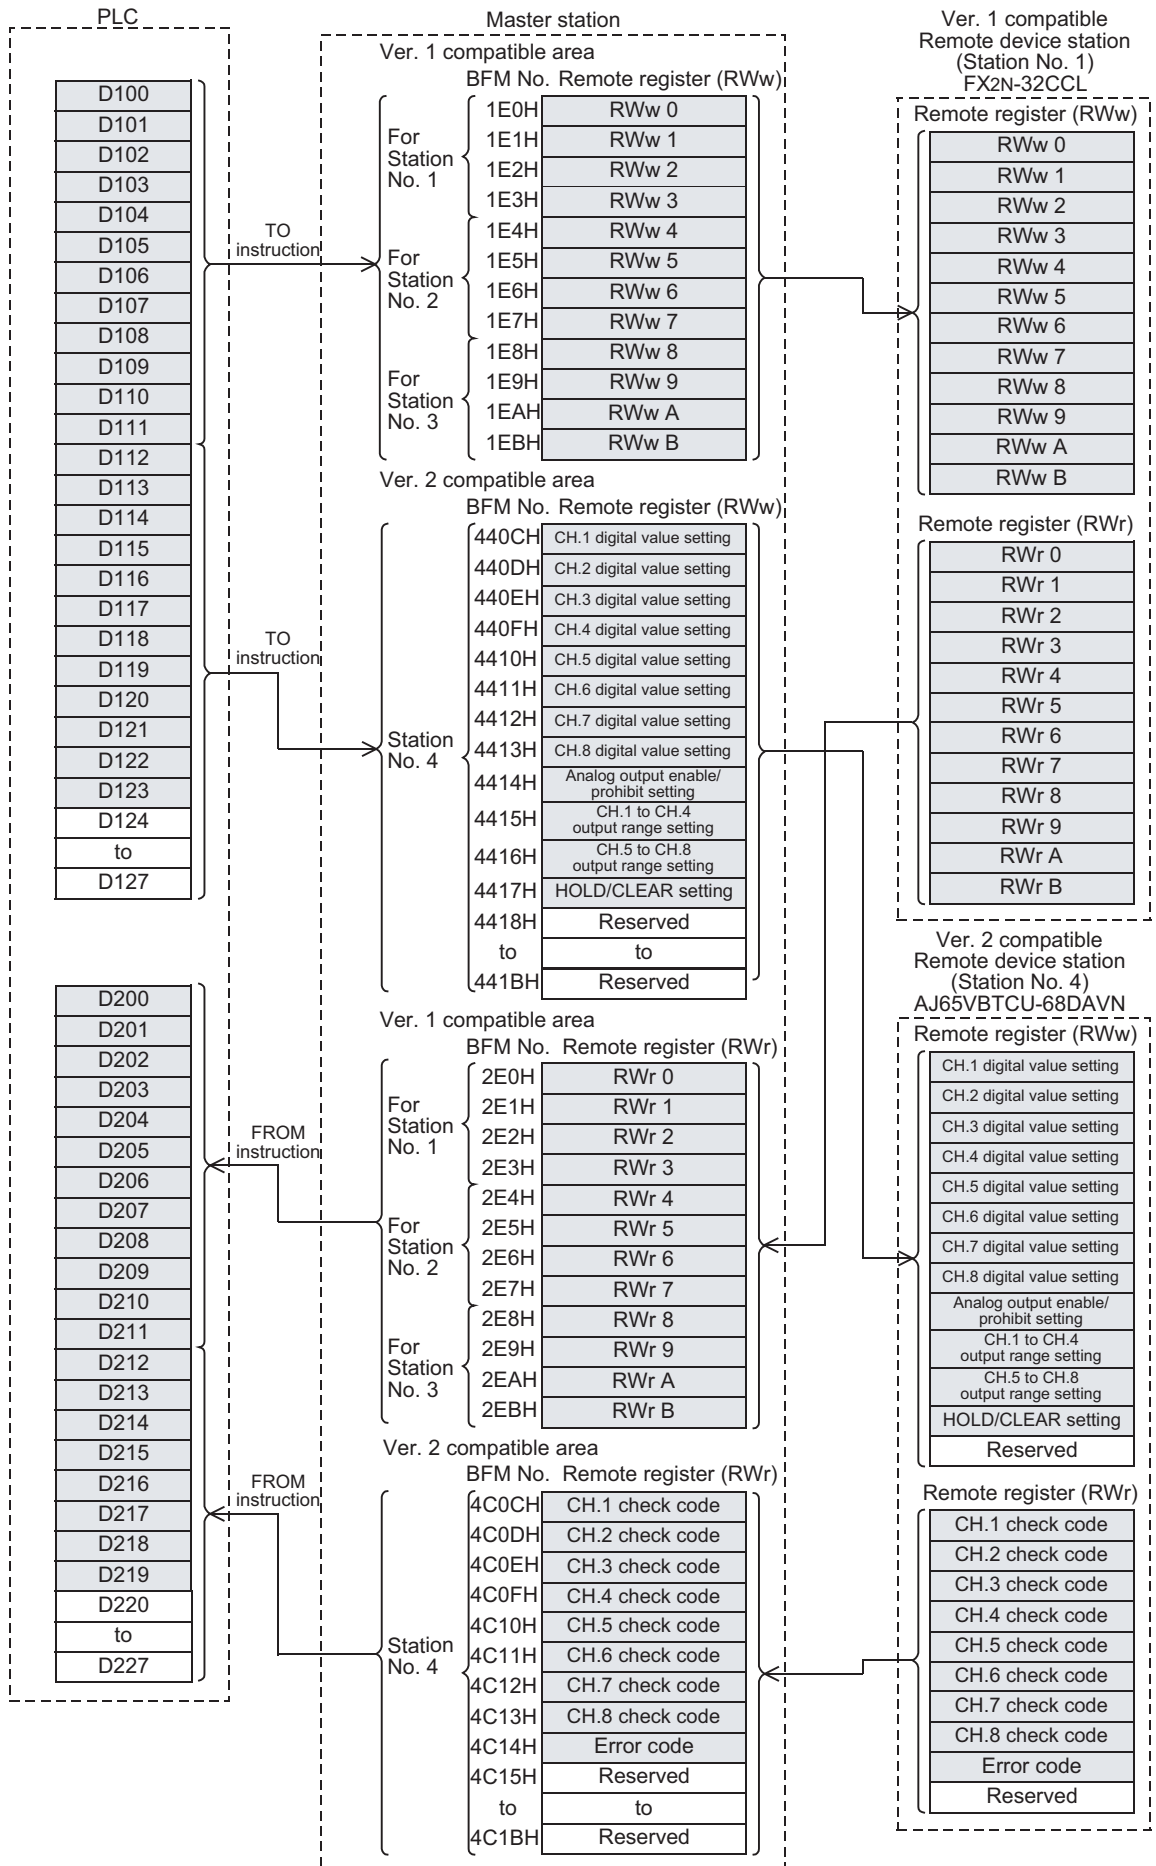 PLC
D100
D101
D102
D103
D104
D105
D106
D107
D108
D109
D110
D111
D112
D113
D114
D115
D116
D117
D118
D119
D120
D121
D122
D123
D124
to
D127
D200
D201
D202
D203
D204
D205
D206
D207
D208
D209
D210
D211
D212
D213
D214
D215
D216
D217
D218
D219
D220
to
D227
TO
instruction
TO
instruction
FROM
instruction
FROM
instruction
Master station
Ver. 1 compatible area
BFM No. Remote register (RWw)
For
Station
No. 1
1E0H RWw 0
1E1H RWw 1
1E2H RWw 2
1E3H RWw 3
For
Station
No. 2
1E4H RWw 4
1E5H RWw 5
1E6H RWw 6
1E7H RWw 7
For
Station
No. 3
1E8H RWw 8
1E9H RWw 9
1EAH RWw A
1EBH RWw B
Ver. 2 compatible area
BFM No. Remote register (RWw)
Station
No. 4
440CH CH.1 digital value setting
440DH CH.2 digital value setting
440EH CH.3 digital value setting
440FH CH.4 digital value setting
4410H CH.5 digital value setting
4411H CH.6 digital value setting
4412H CH.7 digital value setting
4413H CH.8 digital value setting
4414H Analog output enable/
prohibit setting
4415H CH.1 to CH.4
output range setting
4416H CH.5 to CH.8
output range setting
4417H HOLD/CLEAR setting
4418H Reserved
to to
441BH Reserved
Ver. 1 compatible area
BFM No. Remote register (RWr)
For
Station
No. 1
2E0H RWr 0
2E1H RWr 1
2E2H RWr 2
2E3H RWr 3
For
Station
No. 2
2E4H RWr 4
2E5H RWr 5
2E6H RWr 6
2E7H RWr 7
For
Station
No. 3
2E8H RWr 8
2E9H RWr 9
2EAH RWr A
2EBH RWr B
Ver. 2 compatible area
BFM No. Remote register (RWr)
Station
No. 4
4C0CH CH.1 check code
4C0DH CH.2 check code
4C0EH CH.3 check code
4C0FH CH.4 check code
4C10H CH.5 check code
4C11H CH.6 check code
4C12H CH.7 check code
4C13H CH.8 check code
4C14H Error code
4C15H Reserved
to to
4C1BH Reserved
Ver. 1 compatible
Remote device station
(Station No. 1)
FX2N-32CCL
Remote register (RWw)
RWw 0
RWw 1
RWw 2
RWw 3
RWw 4
RWw 5
RWw 6
RWw 7
RWw 8
RWw 9
RWw A
RWw B
Remote register (RWr)
RWr 0
RWr 1
RWr 2
RWr 3
RWr 4
RWr 5
RWr 6
RWr 7
RWr 8
RWr 9
RWr A
RWr B
Ver. 2 compatible
Remote device station
(Station No. 4)
AJ65VBTCU-68DAVN
Remote register (RWw)
CH.1 digital value setting
CH.2 digital value setting
CH.3 digital value setting
CH.4 digital value setting
CH.5 digital value setting
CH.6 digital value setting
CH.7 digital value setting
CH.8 digital value setting
Analog output enable/
prohibit setting
CH.1 to CH.4
output range setting
CH.5 to CH.8
output range setting
HOLD/CLEAR setting
Reserved
Remote register (RWr)
CH.1 check code
CH.2 check code
CH.3 check code
CH.4 check code
CH.5 check code
CH.6 check code
CH.7 check code
CH.8 check code
Error code
Reserved